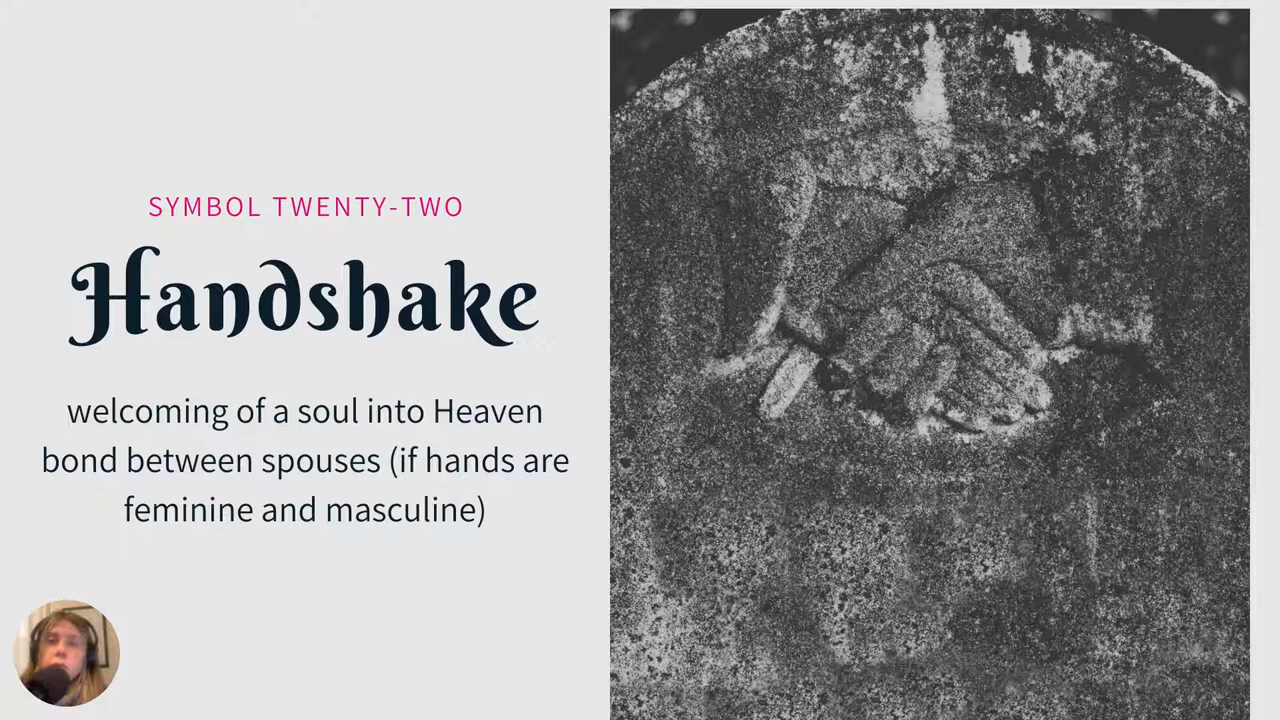 SYMBOL TWENTY-TWO
Handshake
welcoming of a soul into Heaven
bond between spouses (if hands are
feminine and masculine)